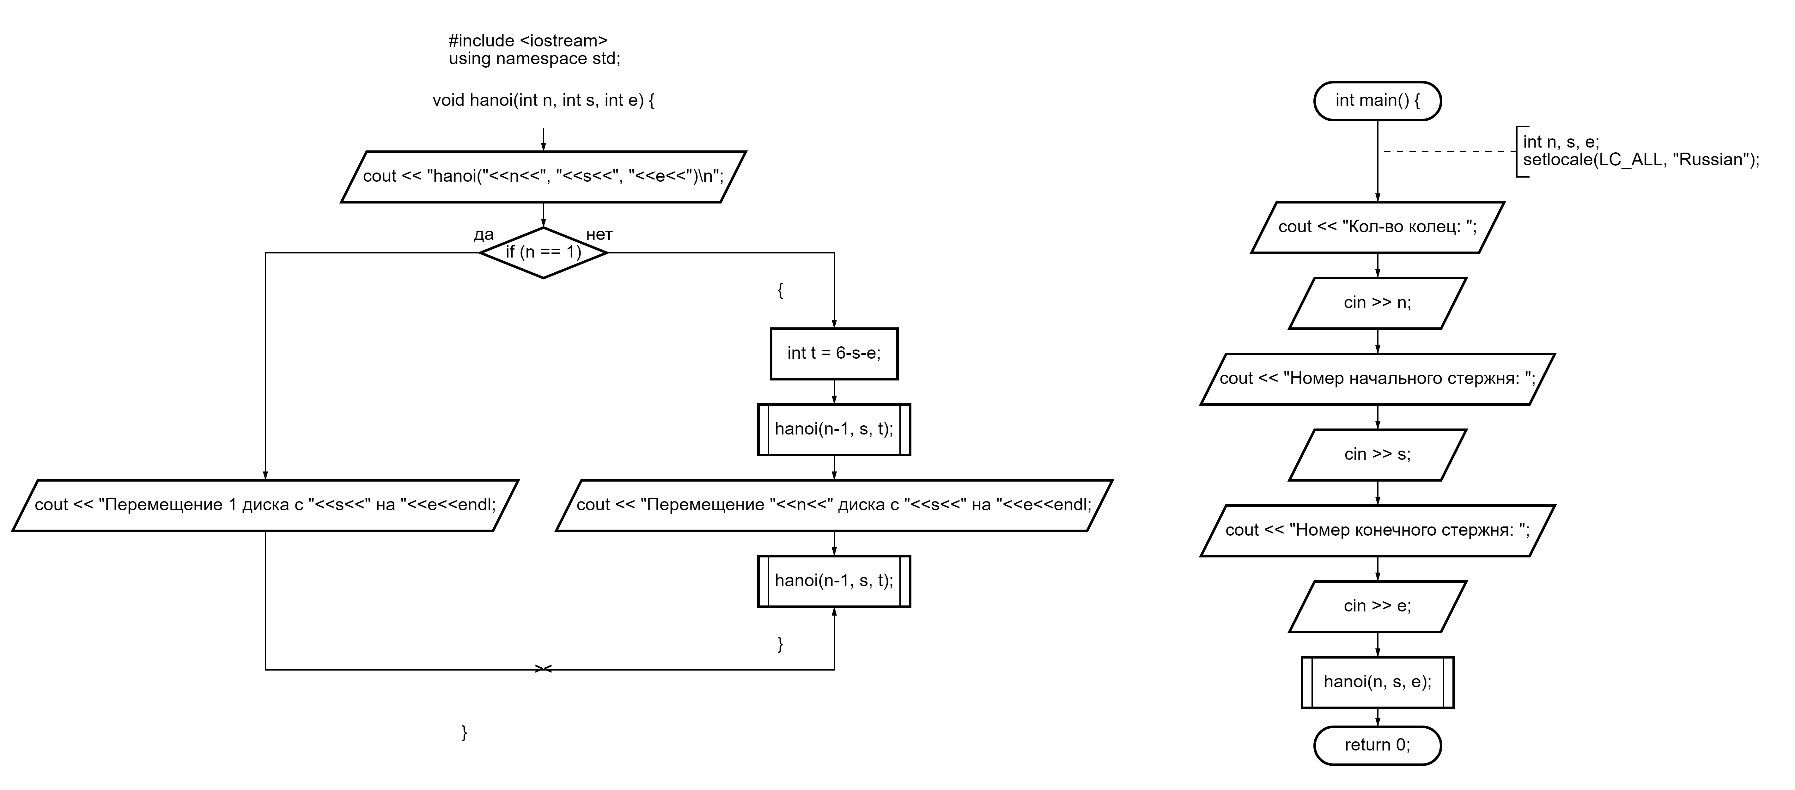 #include <iostream>
using namespace std;
void hanoi(int n, int s, int e) {
cout << "hanoi("<<n<<", "<<s<<", "<<e<<")\n";
да
нет
if (n == 1)
{
int t = 6-s-e;
hanoi(n-1, s, t);
cout << "Перемещение 1 диска с "<<s<<" на "<<e<<endl;
cout << "Перемещение "<<n<<" диска с "<<s<<" на "<<e<<endl;
hanoi(n-1, s, t);
}
}
int main() {
int n, s, e;
setlocale(LC_ALL, "Russian");
cout << "Кол-во колец: ";
cin >> n;
cout << "Номер начального стержня: ";
cin >> s;
cout << "Номер конечного стержня: ";
cin >> e;
hanoi(n, s, e);
return 0;